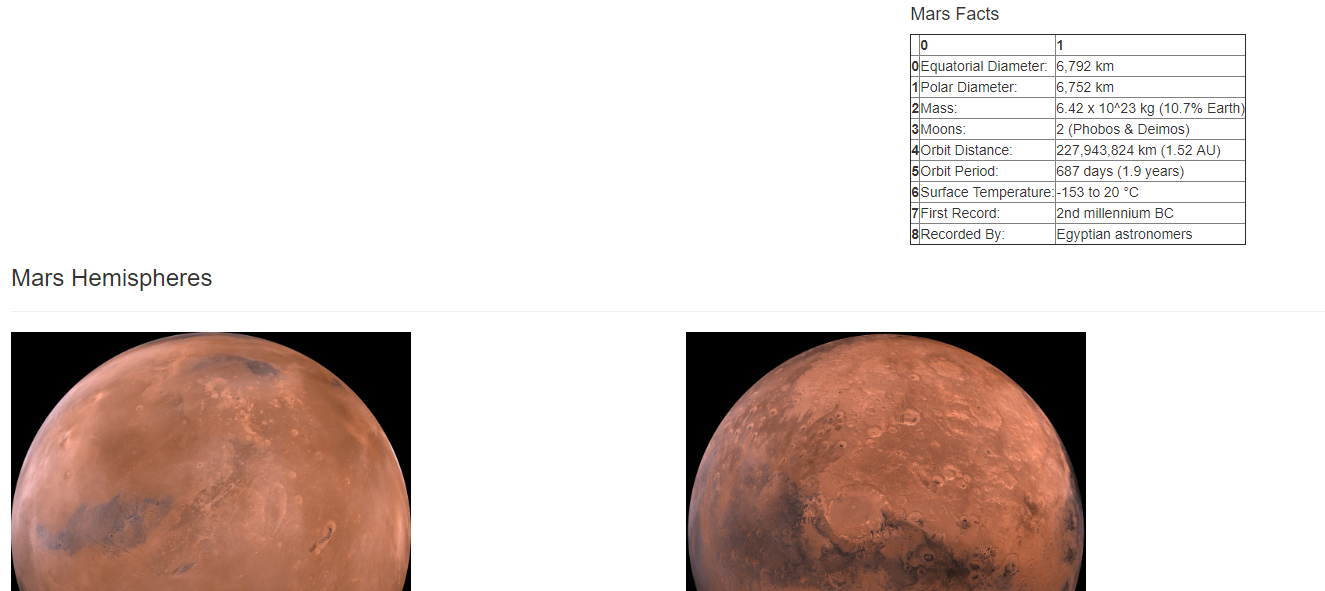 Mars Facts
0 1
0 Equatorial Diameter: 6,792 km
1 Polar Diameter: 6,752 km
2 Mass: 6.42 x 10^23 kg (10.7% Earth)
3 Moons: 2 (Phobos & Deimos)
4 Orbit Distance: 227,943,824 km (1.52 AU)
5 Orbit Period: 687 days (1.9 years)
6 Surface Temperature: -153 to 20 °C
7 First Record: 2nd millennium BC
8 Recorded By: Egyptian astronomers
Mars Hemispheres